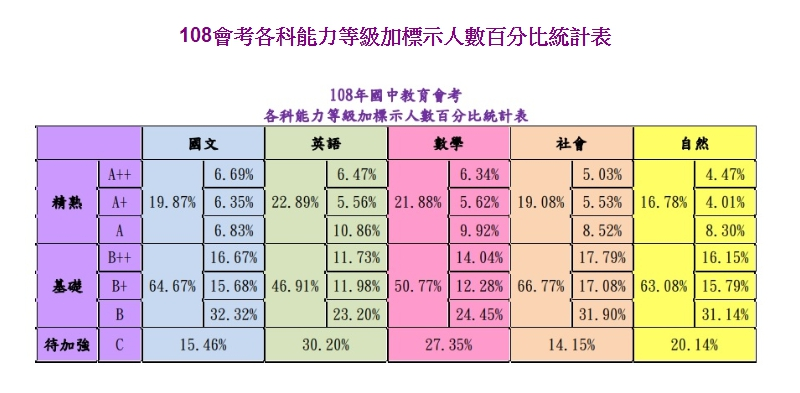 108會考各科能力等級加標示人數百分比統計表
108年國中教育會考
各科能力等級加標示人數百分比統計表
國文 英語 數學 社會 自然
精熟 A++ 19.87% 6.69% 22.89% 6.47% 21.88% 6.34% 19.08% 5.03% 16.78% 4.47%
A+ 6.35% 5.56% 5.62% 5.53% 4.01%
A 6.83% 10.86% 9.92% 8.52% 8.30%
基礎 B++ 64.67% 16.67% 46.91% 11.73% 50.77% 14.04% 66.77% 17.79% 63.08% 16.15%
B+ 15.68% 11.98% 12.28% 17.08% 15.79%
B 32.32% 23.20% 24.45% 31.90% 31.14%
待加強 C 15.46% 30.20% 27.35% 14.15% 20.14%